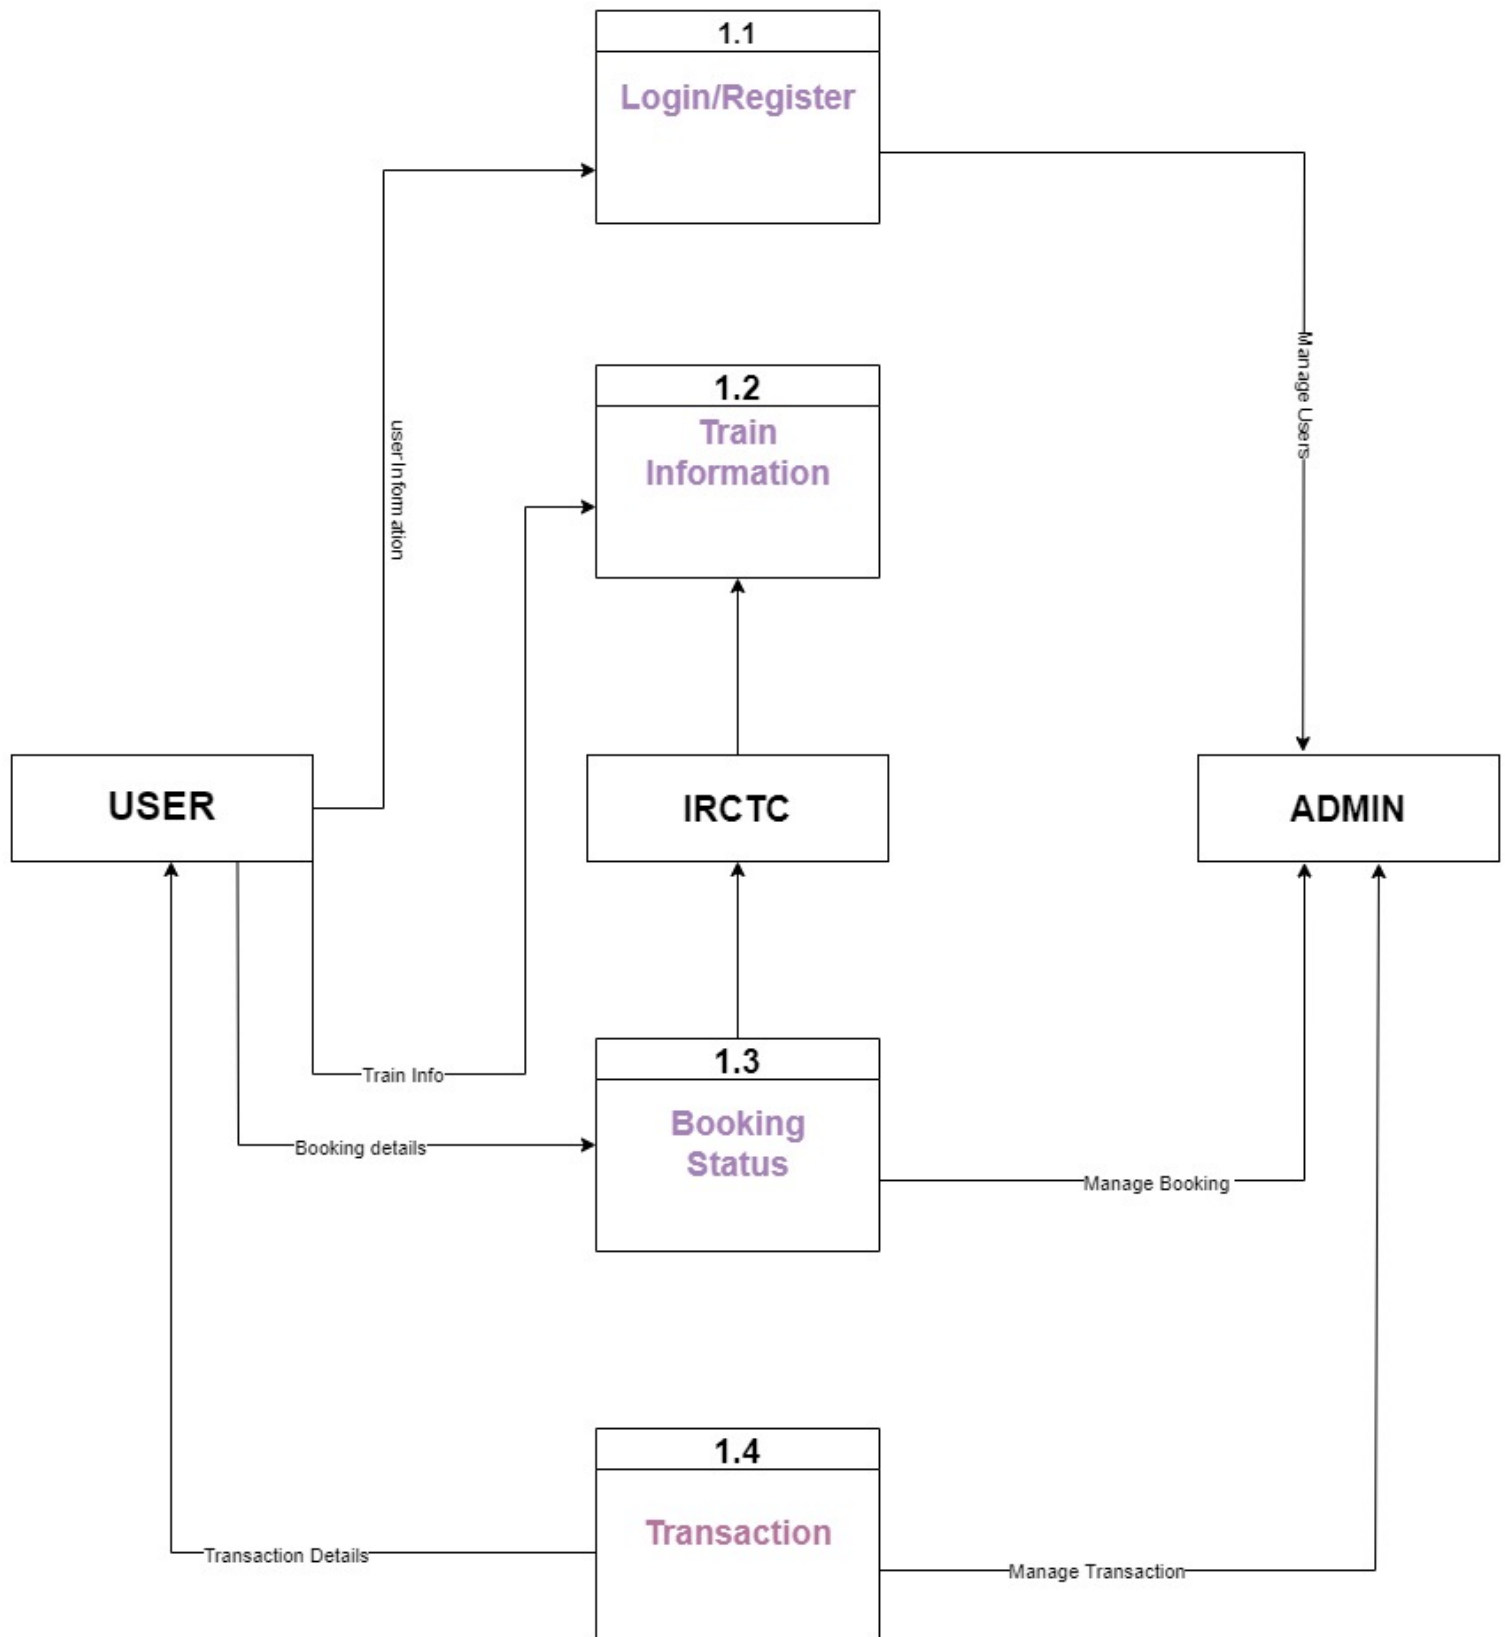 1.1
Login/Register
user Information
Manage Users
1.2
Train
Information
USER
IRCTC
ADMIN
Train Info
1.3
Booking
Status
Booking details
Manage Booking
1.4
Transaction
Transaction Details
Manage Transaction